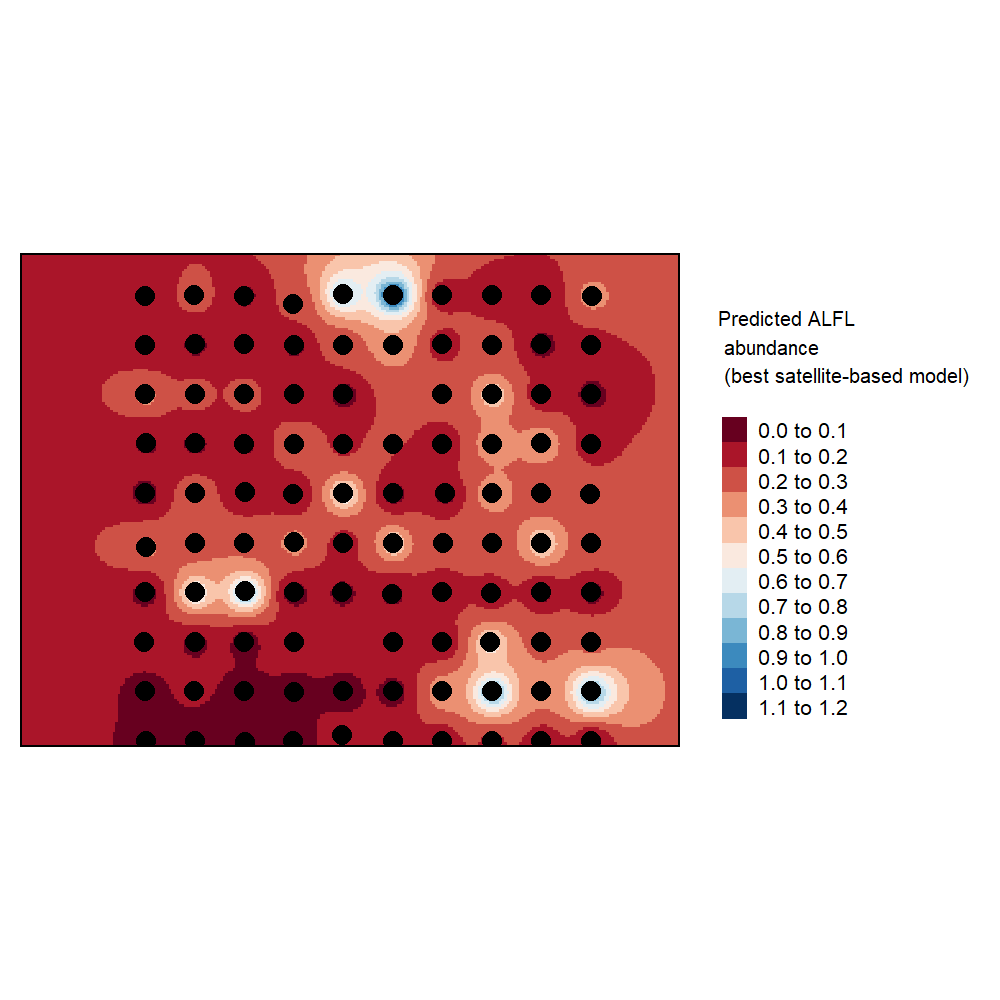 Predicted ALFL
abundance
(best satellite-based model)
0.0 to 0.1
0.1 to 0.2
0.2 to 0.3
0.3 to 0.4
0.4 to 0.5
0.5 to 0.6
0.6 to 0.7
0.7 to 0.8
0.8 to 0.9
0.9 to 1.0
1.0 to 1.1
1.1 to 1.2